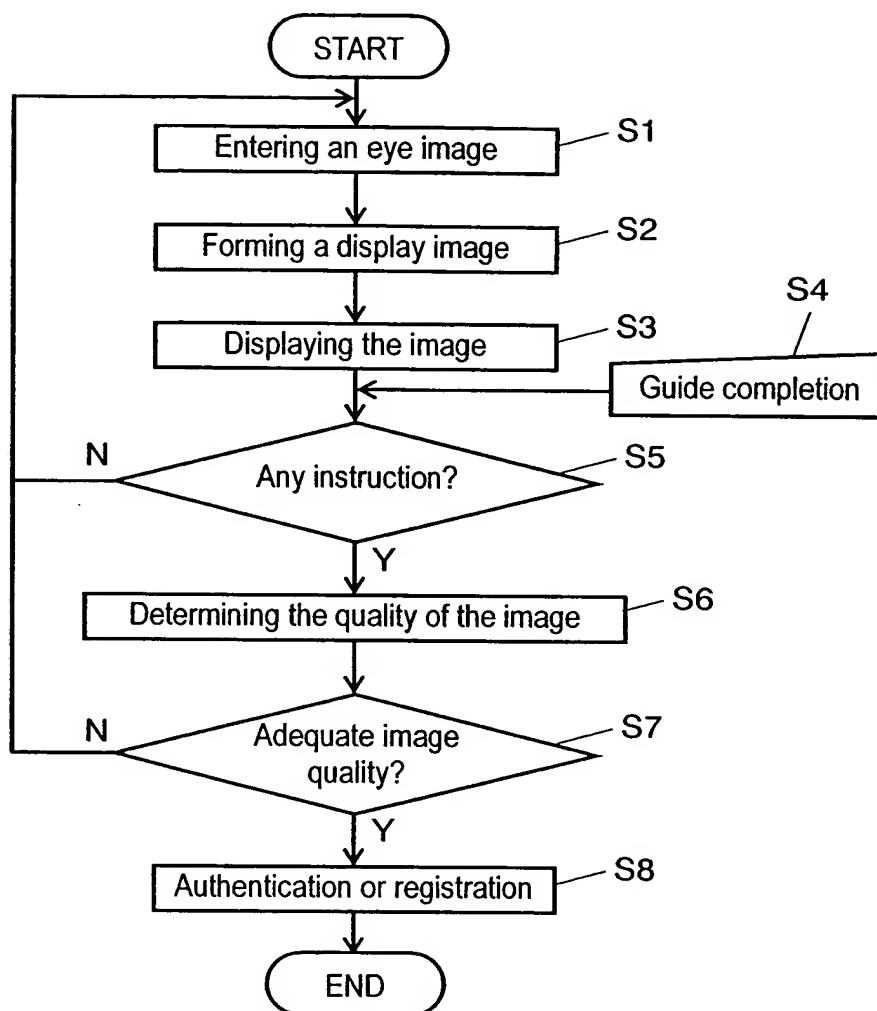 START
Entering an eye image
S1
Forming a display image
S2
Displaying the image
S3
S4
Guide completion
Any instruction?
S5
N
Y
Determining the quality of the image
S6
Adequate image
quality?
S7
N
Y
Authentication or registration
S8
END